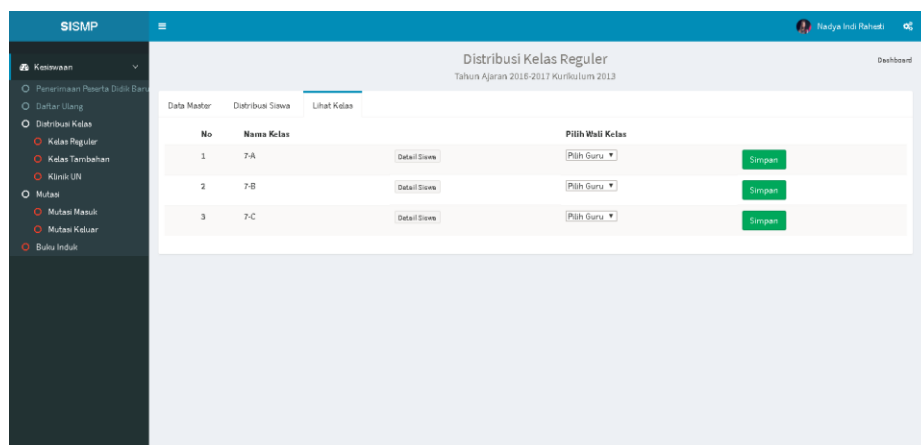 SISMP
Nadya Indi Rahesti
Kesiswaan
Penerimaan Peserta Didik Baru
Daftar Ulang
Distribusi Kelas
Kelas Reguler
Kelas Tambahan
Klinik UN
Mutasi
Mutasi Masuk
Mutasi Keluar
Buku Induk
Distribusi Kelas Reguler
Tahun Ajaran 2016-2017 Kurikulum 2013
Dashboard
Data Master Distribusi Siswa Lihat Kelas
No Nama Kelas Pilih Wali Kelas
1 7-A Detail Siswa Pilih Guru Simpan
2 7-B Detail Siswa Pilih Guru Simpan
3 7-C Detail Siswa Pilih Guru Simpan